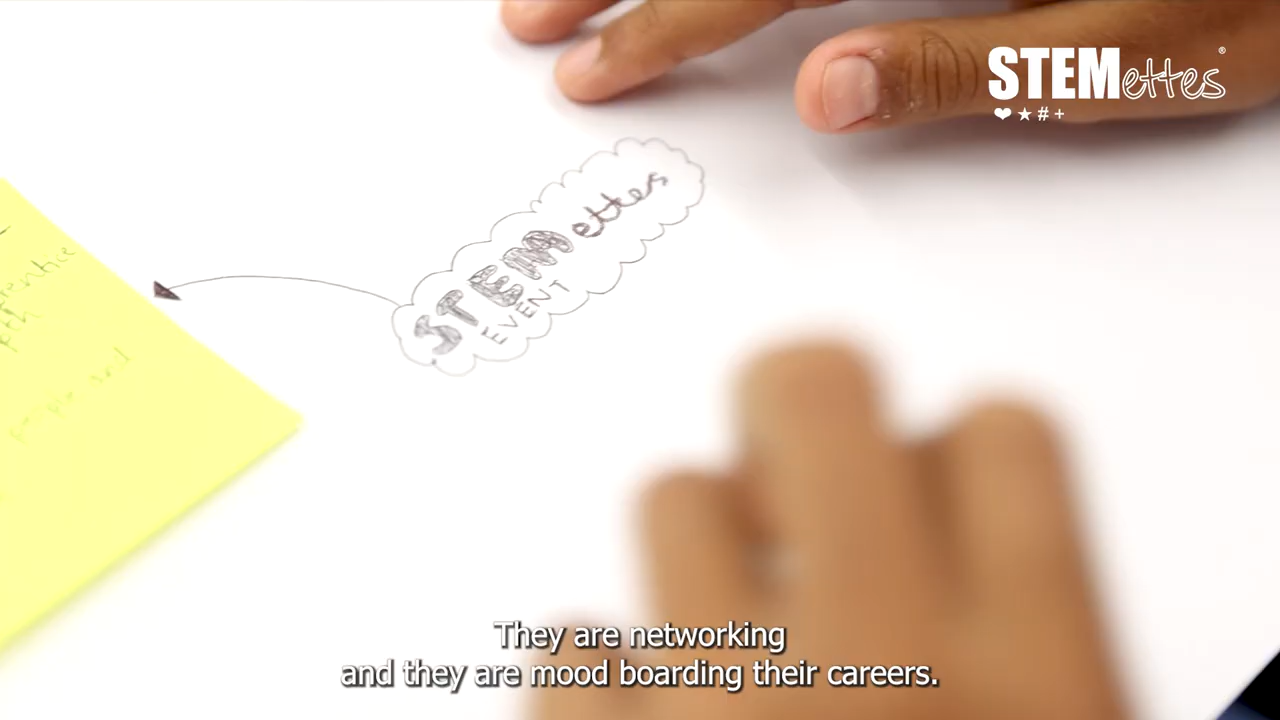 STEMettes®
❤ ★ # +
STEMettes
EVENT
They are networking
and they are mood boarding their careers.